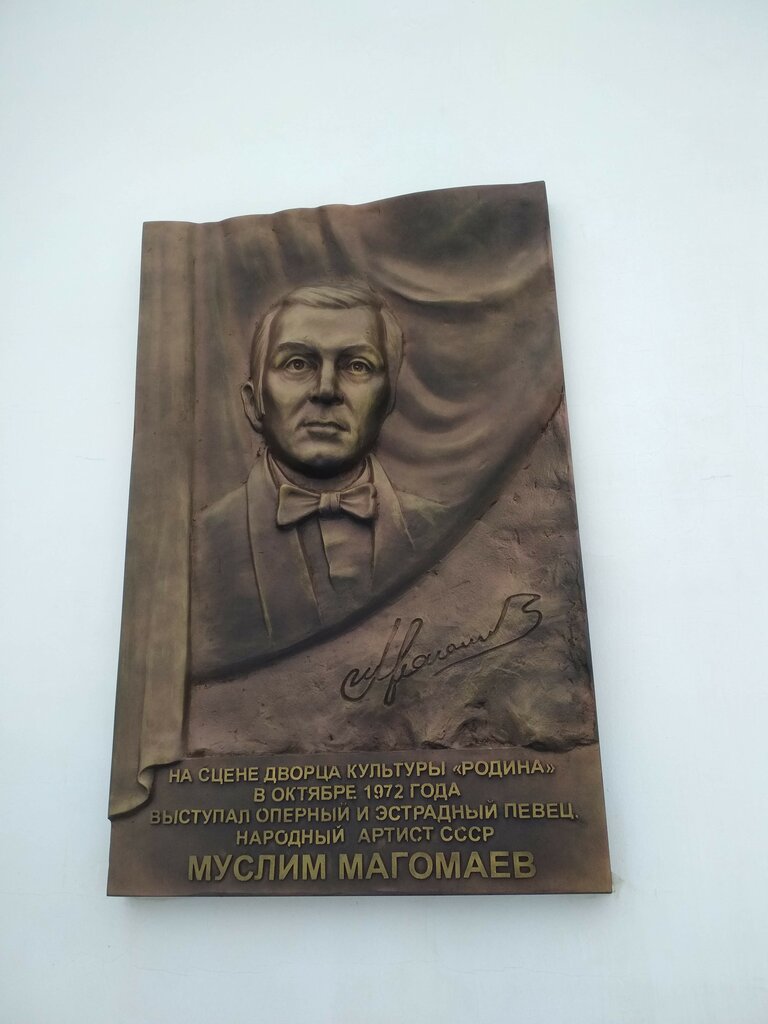 НА СЦЕНЕ ДВОРЦА КУЛЬТУРЫ «РОДИНА»
В ОКТЯБРЕ 1972 ГОДА
ВЫСТУПАЛ ОПЕРНЫЙ И ЭСТРАДНЫЙ ПЕВЕЦ,
НАРОДНЫЙ АРТИСТ СССР
МУСЛИМ МАГОМАЕВ